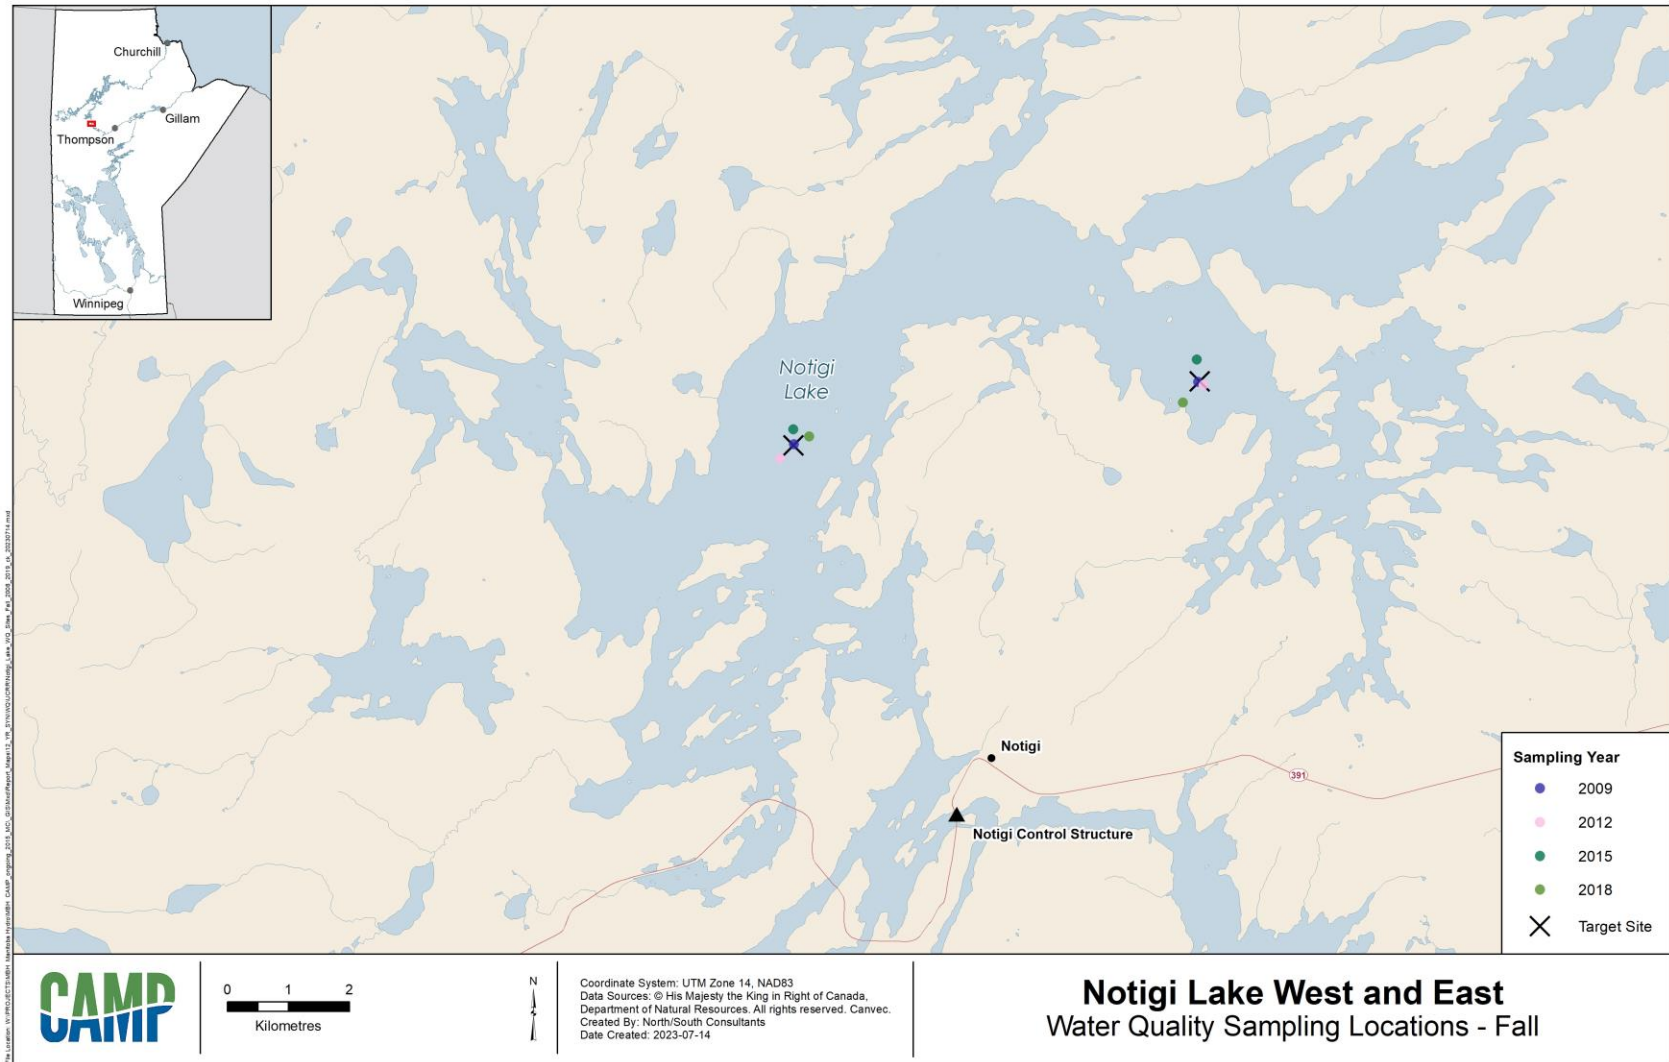 Churchill
Gillam
Thompson
Winnipeg
Notigi
Lake
Notigi
391
Notigi Control Structure
Sampling Year
2009
2012
2015
2018
Target Site
CAMP
0 1 2
Kilometres
N
Coordinate System: UTM Zone 14, NAD83
Data Sources: © His Majesty the King in Right of Canada,
Department of Natural Resources. All rights reserved. Canvec.
Created By: North/South Consultants
Date Created: 2023-07-14
Notigi Lake West and East
Water Quality Sampling Locations - Fall